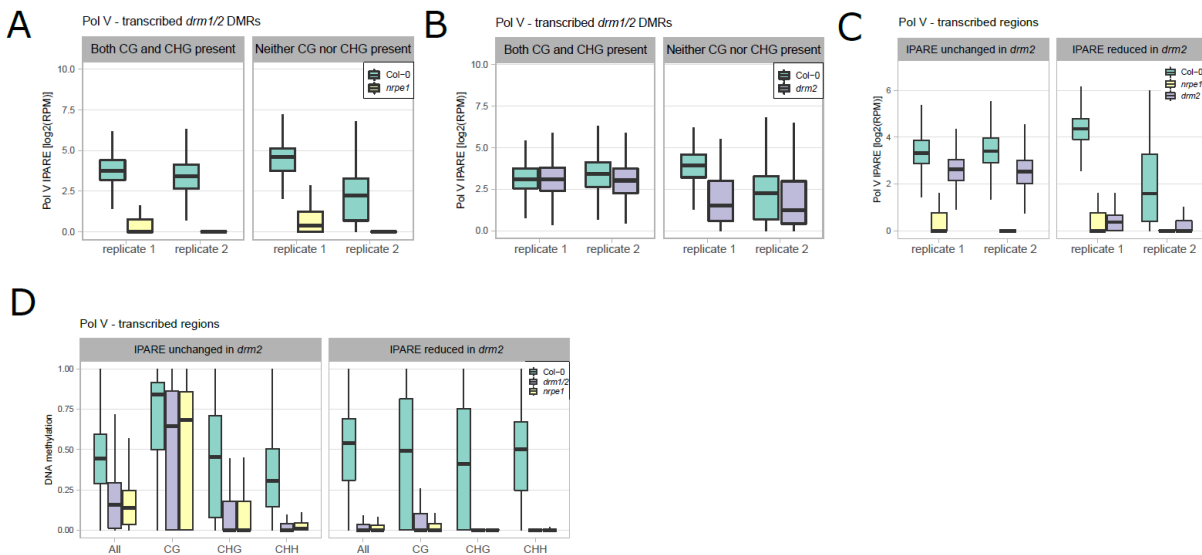 A
Pol V - transcribed drm1/2 DMRs
Both CG and CHG present
Neither CG nor CHG present
Col-0
nrpe1
Pol V IPARE [log2(RPM)]
10.0
7.5
5.0
2.5
0.0
replicate 1
replicate 2
replicate 1
replicate 2
B
Pol V - transcribed drm1/2 DMRs
Both CG and CHG present
Neither CG nor CHG present
Col-0
drm2
Pol V IPARE [log2(RPM)]
10.0
7.5
5.0
2.5
0.0
replicate 1
replicate 2
replicate 1
replicate 2
C
Pol V - transcribed regions
IPARE unchanged in drm2
IPARE reduced in drm2
Col-0
nrpe1
drm2
Pol V IPARE [log2(RPM)]
6
4
2
0
replicate 1
replicate 2
replicate 1
replicate 2
D
Pol V - transcribed regions
IPARE unchanged in drm2
IPARE reduced in drm2
Col-0
drm1/2
nrpe1
DNA methylation
1.00
0.75
0.50
0.25
0.00
All
CG
CHG
CHH
All
CG
CHG
CHH